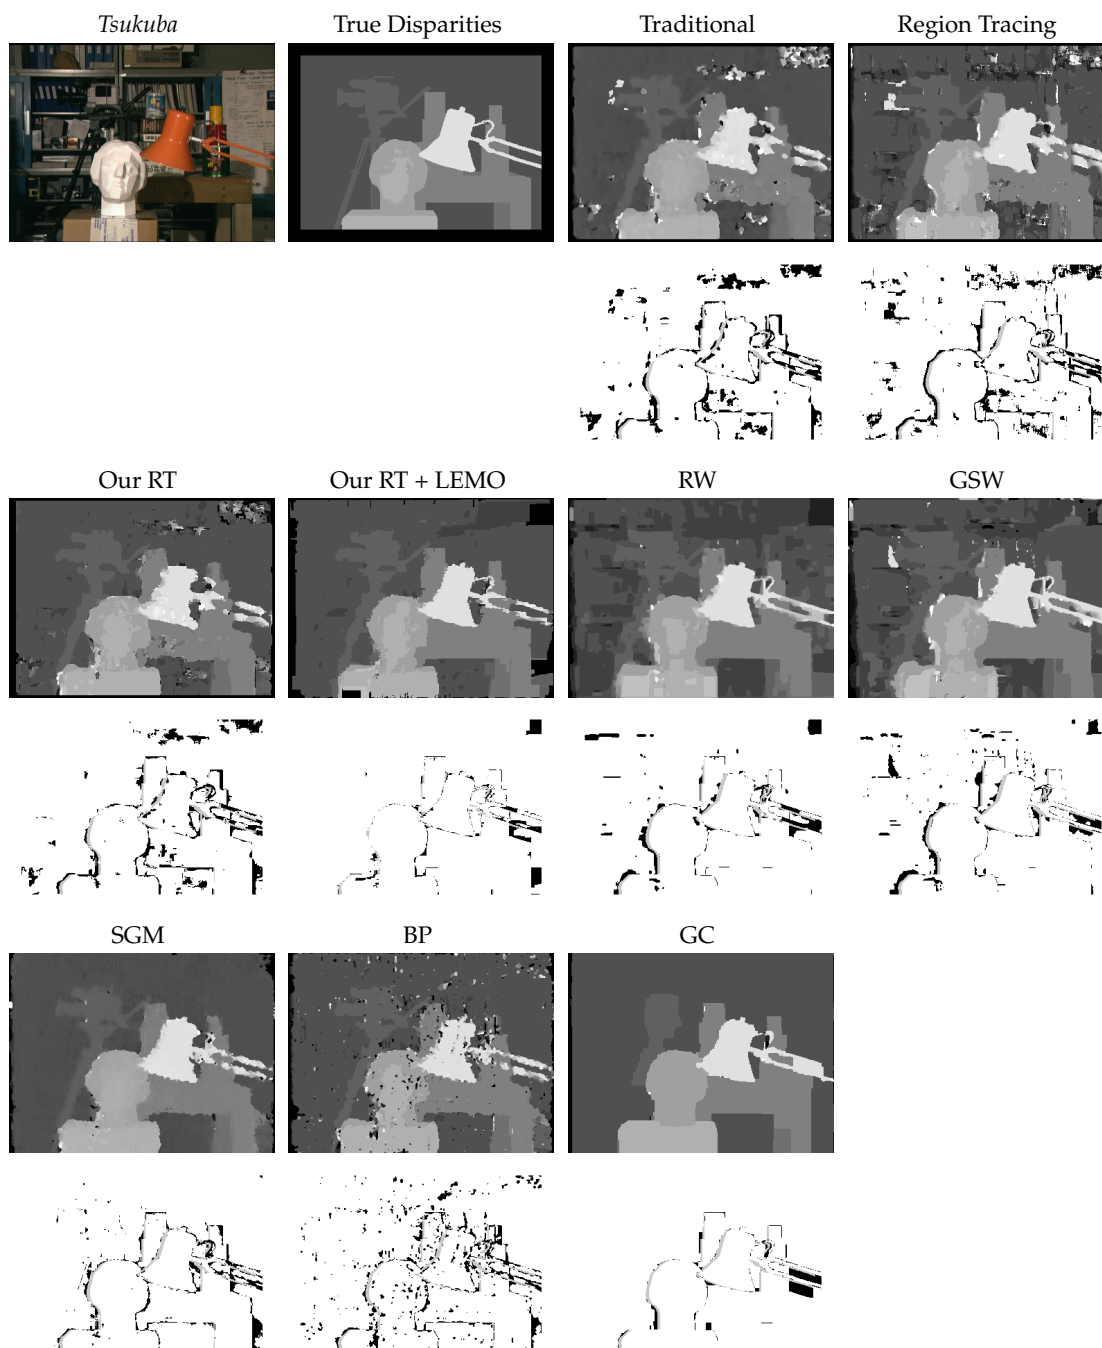 Tsukuba
True Disparities
Traditional
Region Tracing
Our RT
Our RT + LEMO
RW
GSW
SGM
BP
GC